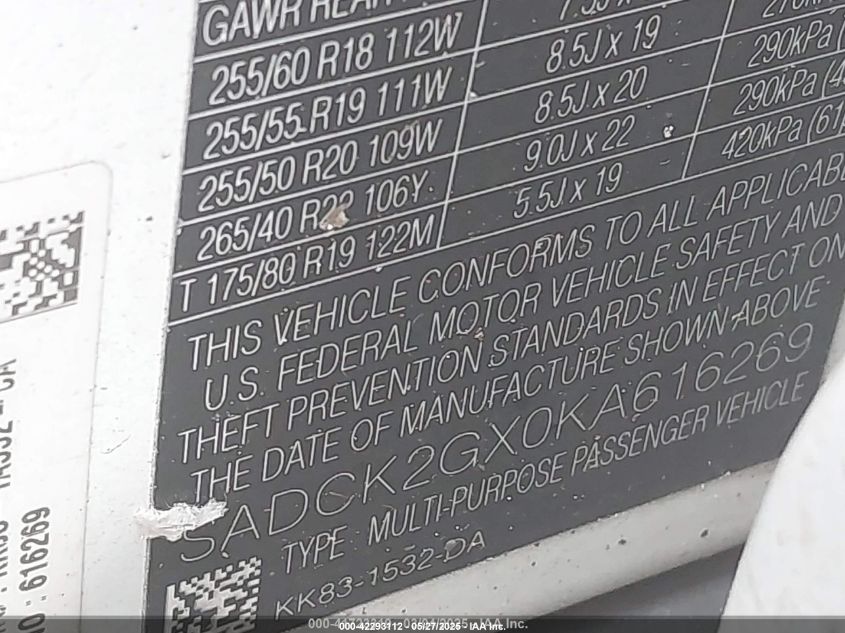 GAWR REAR
255/60 R18 112W 8.5J x 19 290kPa
255/55 R19 111W 8.5J x 20 290kPa
255/50 R20 109W 9.0J x 22 420kPa (61
265/40 R22 106Y 5.5J x 19
T 175/80 R19 122M
THIS VEHICLE CONFORMS TO ALL APPLICABLE
U.S. FEDERAL MOTOR VEHICLE SAFETY AND
THEFT PREVENTION STANDARDS IN EFFECT ON
THE DATE OF MANUFACTURE SHOWN ABOVE
SADCK2GX0KA616269
TYPE MULTI-PURPOSE PASSENGER VEHICLE
KK83-1532-DA
: 616269
000-42293112 05/27/2025 IAA Inc.